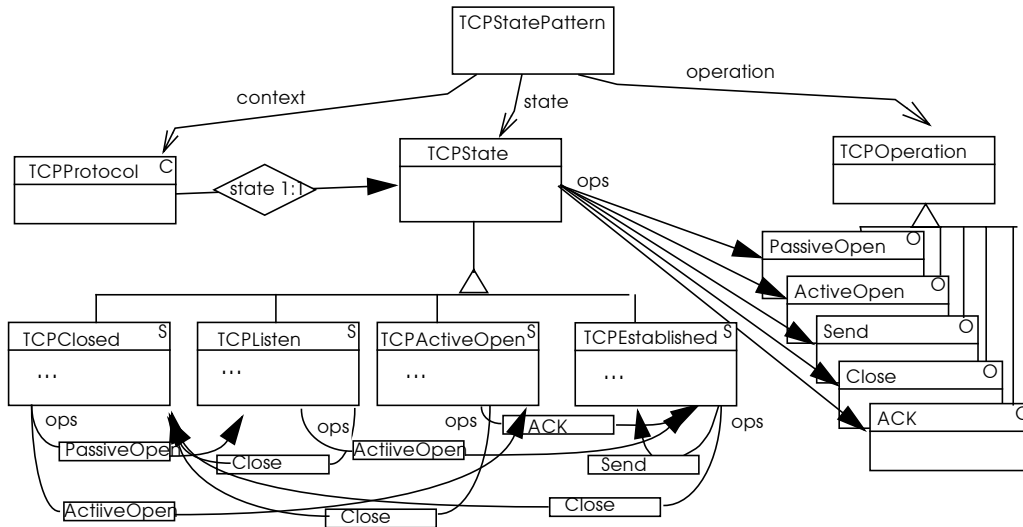 TCPStatePattern
operation
context
state
TCPProtocol C
TCPState
TCPOperation
state 1:1
ops
PassiveOpen O
ActiveOpen O
Send O
Close O
ACK O
TCPClosed S
TCPListen S
TCPActiveOpen S
TCPEstablished S
...
...
...
...
ops
ops
ops
ops
ACK
PassiveOpen
Close
ActiiveOpen
Send
ActiiveOpen
Close
Close